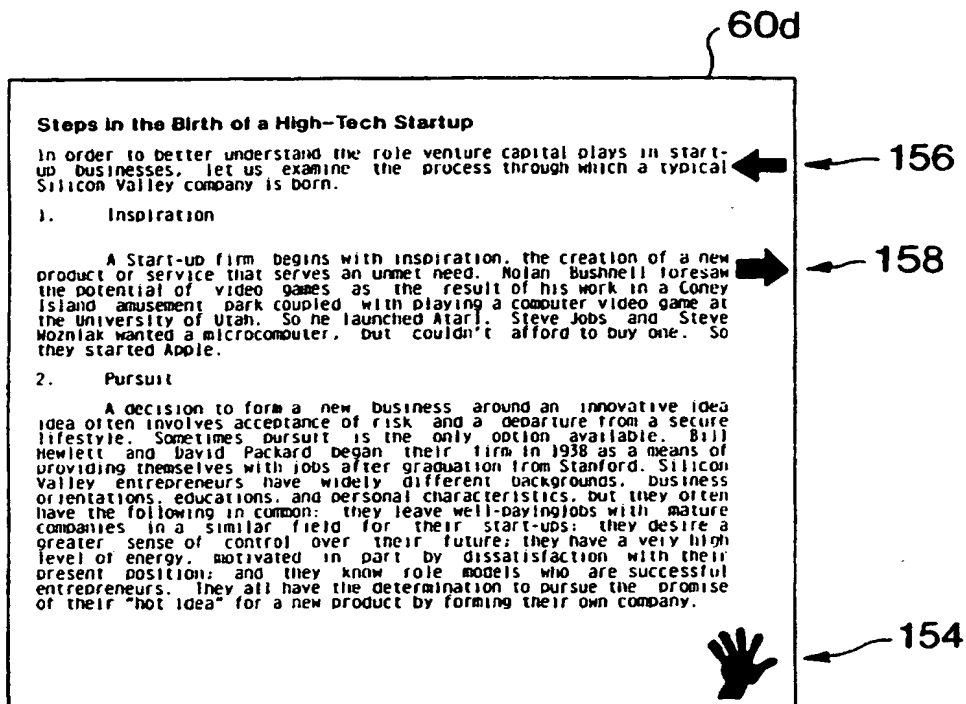 60d
Steps in the Birth of a High-Tech Startup
In order to better understand the role venture capital plays in start-
up businesses, let us examine the process through which a typical
Silicon Valley company is born.
156
1. Inspiration
A Start-up firm begins with inspiration, the creation of a new
product or service that serves an unmet need. Nolan Bushnell foresaw
158
the potential of video games as the result of his work in a Coney
Island amusement park coupled with playing a computer video game at
the University of Utah. So he launched Atari. Steve Jobs and Steve
Wozniak wanted a microcomputer, but couldn't afford to buy one. So
they started Apple.
2. Pursuit
A decision to form a new business around an innovative idea
idea often involves acceptance of risk and a departure from a secure
lifestyle. Sometimes pursuit is the only option available. Bill
Hewlett and David Packard began their firm in 1938 as a means of
providing themselves with jobs after graduation from Stanford. Silicon
Valley entrepreneurs have widely different backgrounds, business
orientations, educations, and personal characteristics, but they often
have the following in common: they leave well-payingjobs with mature
companies in a similar field for their start-ups; they desire a
greater sense of control over their future; they have a very high
level of energy, motivated in part by dissatisfaction with their
present position; and they know role models who are successful
entrepreneurs. They all have the determination to pursue the promise
of their "hot idea" for a new product by forming their own company.
154